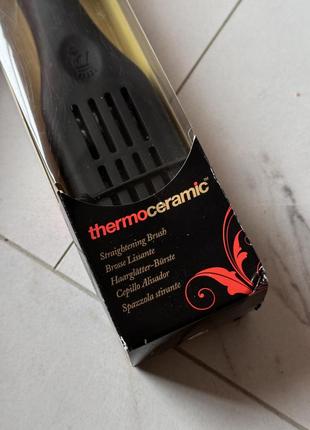 thermoceramic™
Straightening Brush
Brosse Lissante
Haarglätter-Bürste
Cepillo Alisador
Spazzola stirante